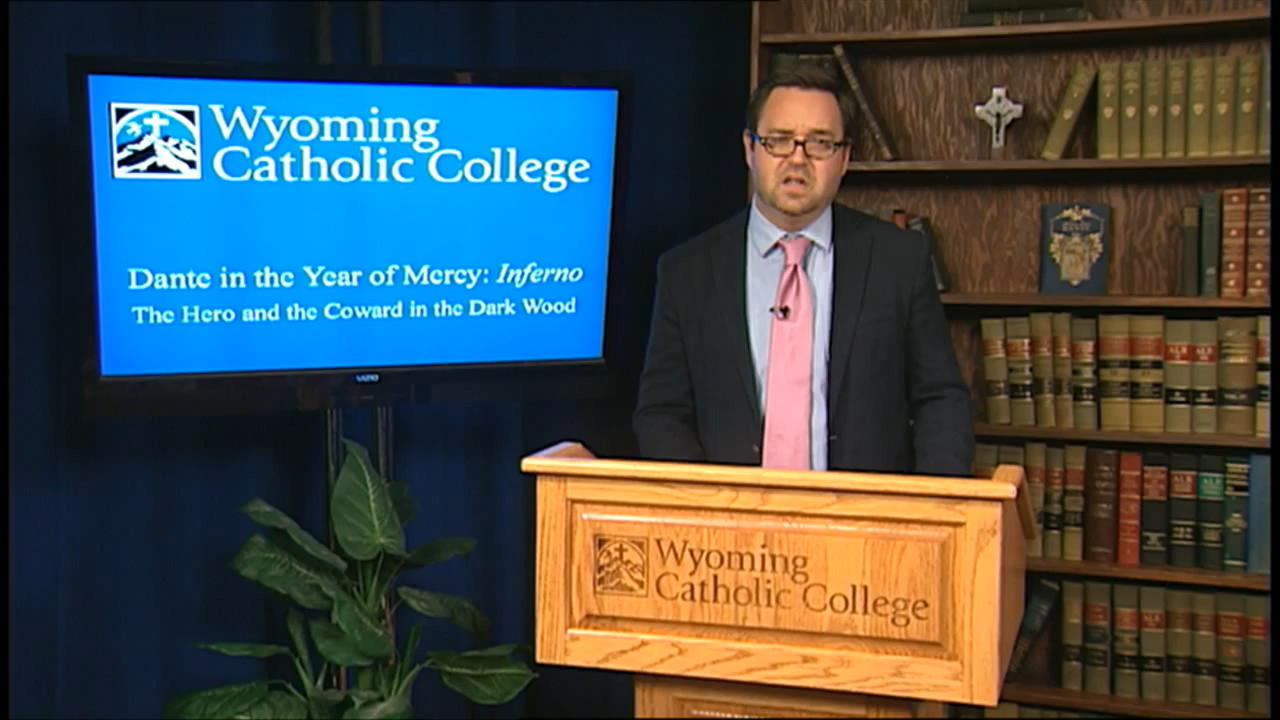 Wyoming
Catholic College
Dante in the Year of Mercy: Inferno
The Hero and the Coward in the Dark Wood
VIZIO
Wyoming
Catholic College